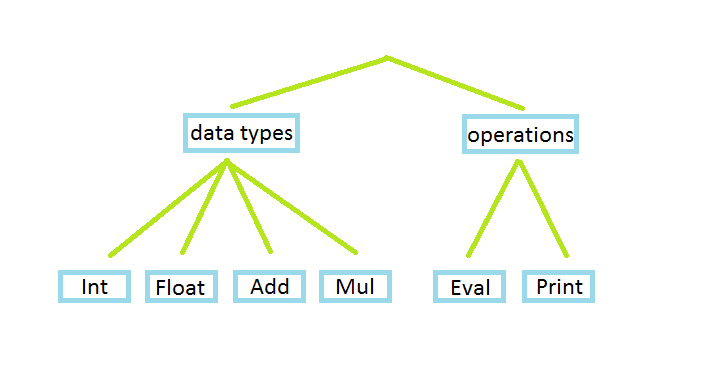 data types
operations
Int
Float
Add
Mul
Eval
Print